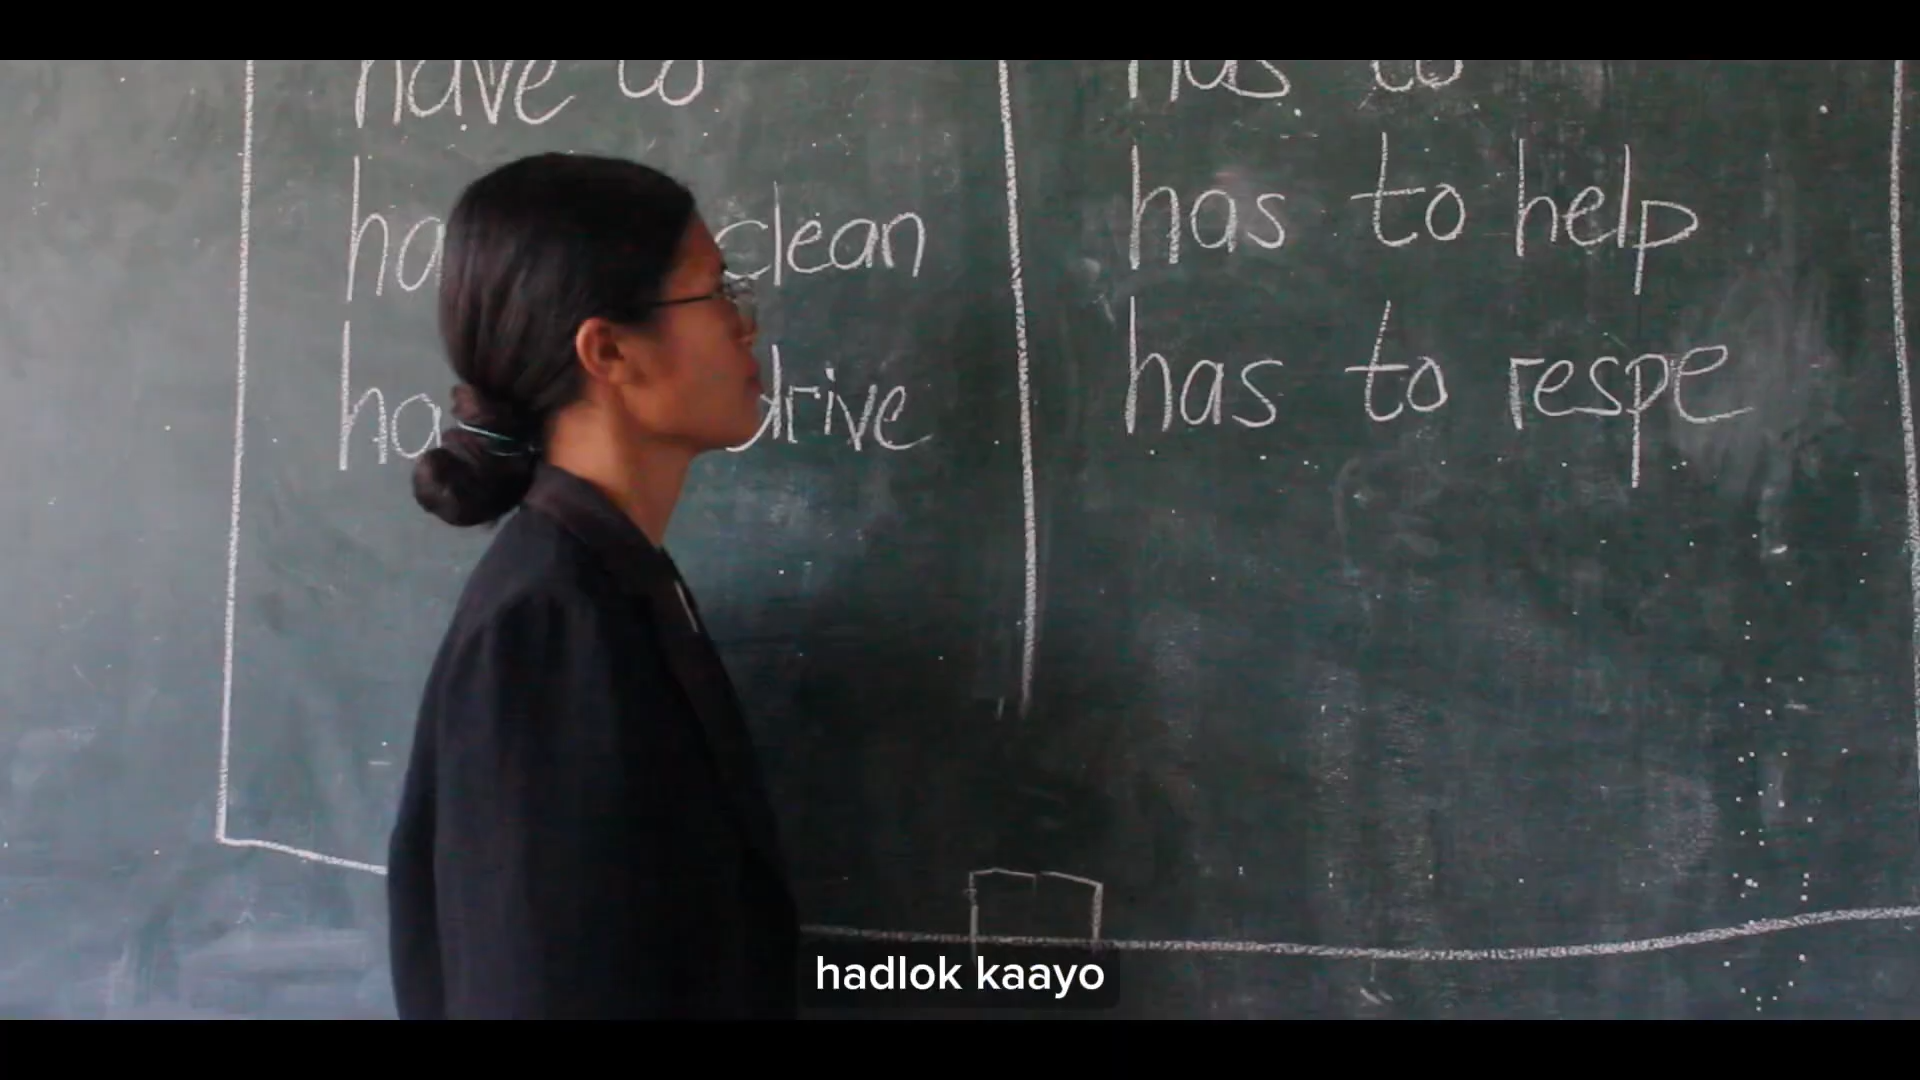 have to
has to
clean
has to help
drive
has to respe
hadlok kaayo